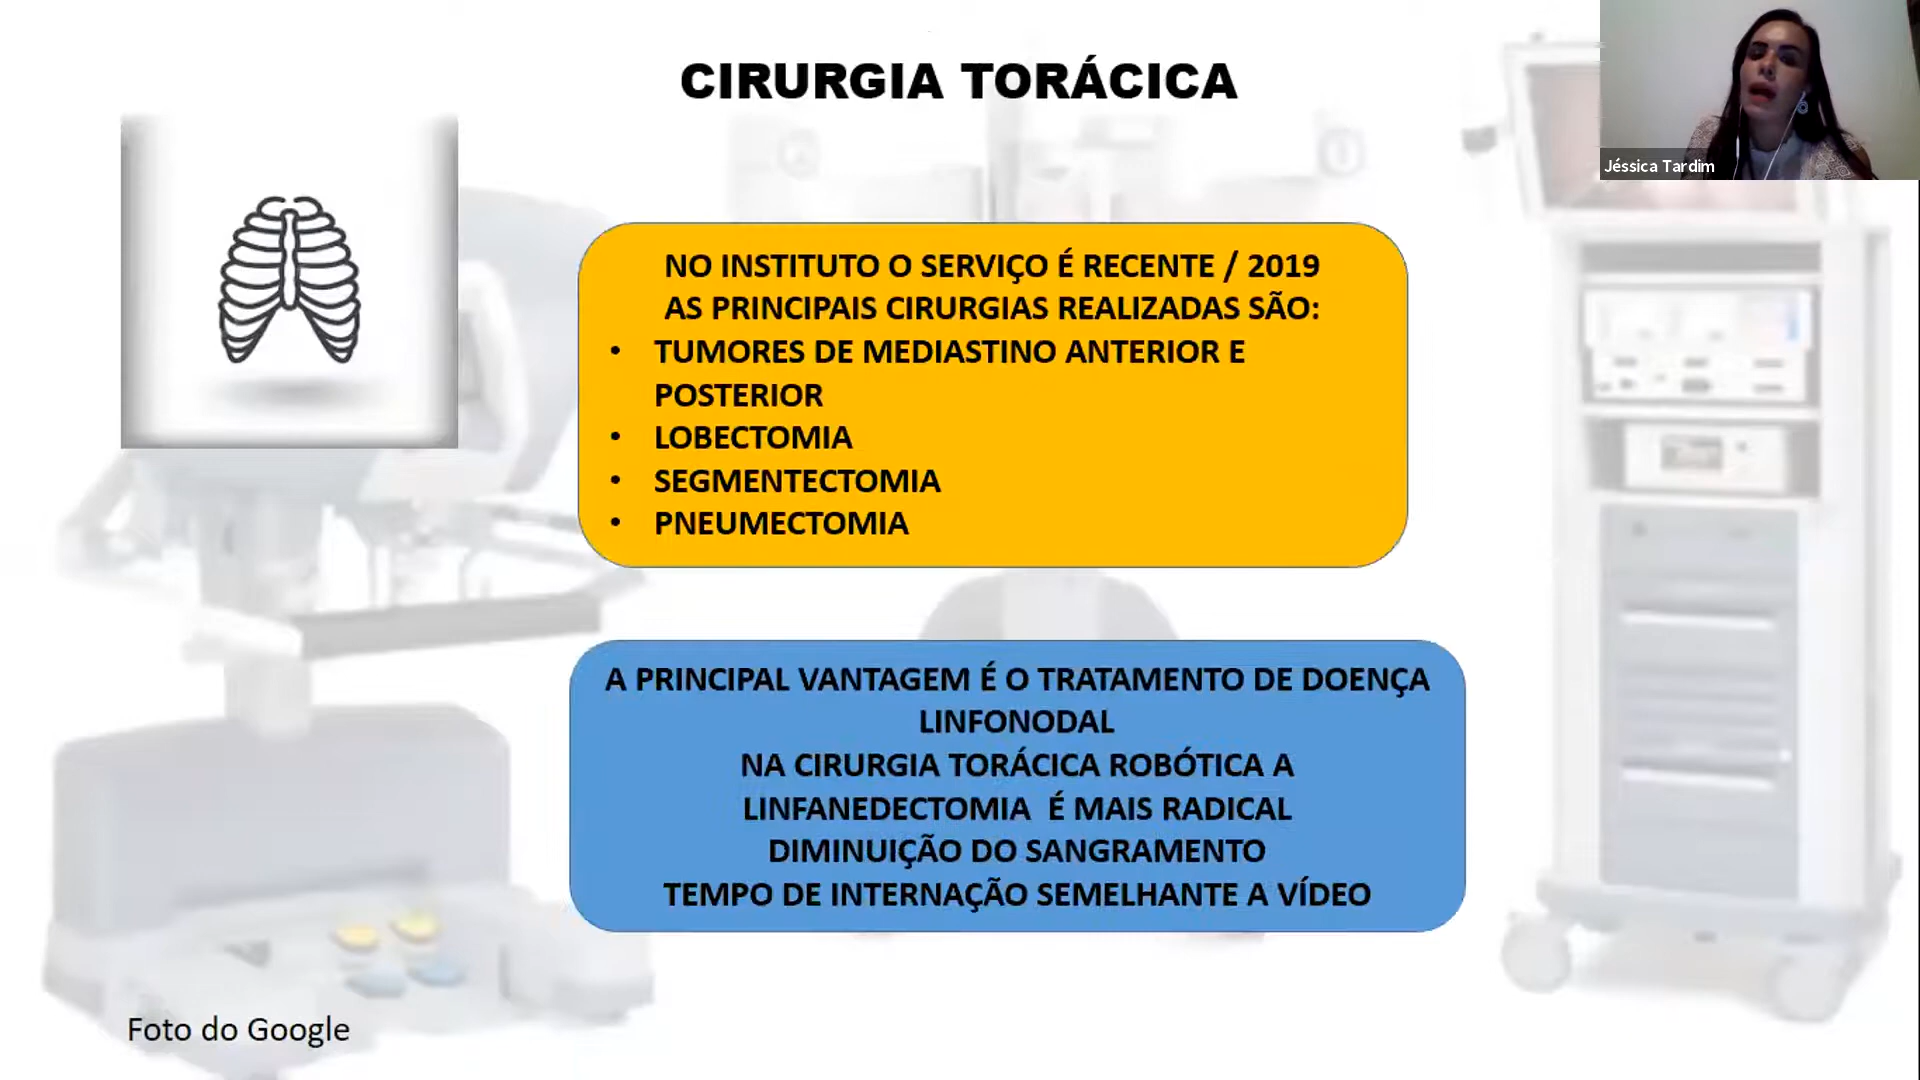 CIRURGIA TORÁCICA
Jéssica Tardim
NO INSTITUTO O SERVIÇO É RECENTE / 2019
AS PRINCIPAIS CIRURGIAS REALIZADAS SÃO:
• TUMORES DE MEDIASTINO ANTERIOR E
POSTERIOR
• LOBECTOMIA
• SEGMENTECTOMIA
• PNEUMECTOMIA
A PRINCIPAL VANTAGEM É O TRATAMENTO DE DOENÇA
LINFONODAL
NA CIRURGIA TORÁCICA ROBÓTICA A
LINFANEDECTOMIA É MAIS RADICAL
DIMINUIÇÃO DO SANGRAMENTO
TEMPO DE INTERNAÇÃO SEMELHANTE A VÍDEO
Foto do Google